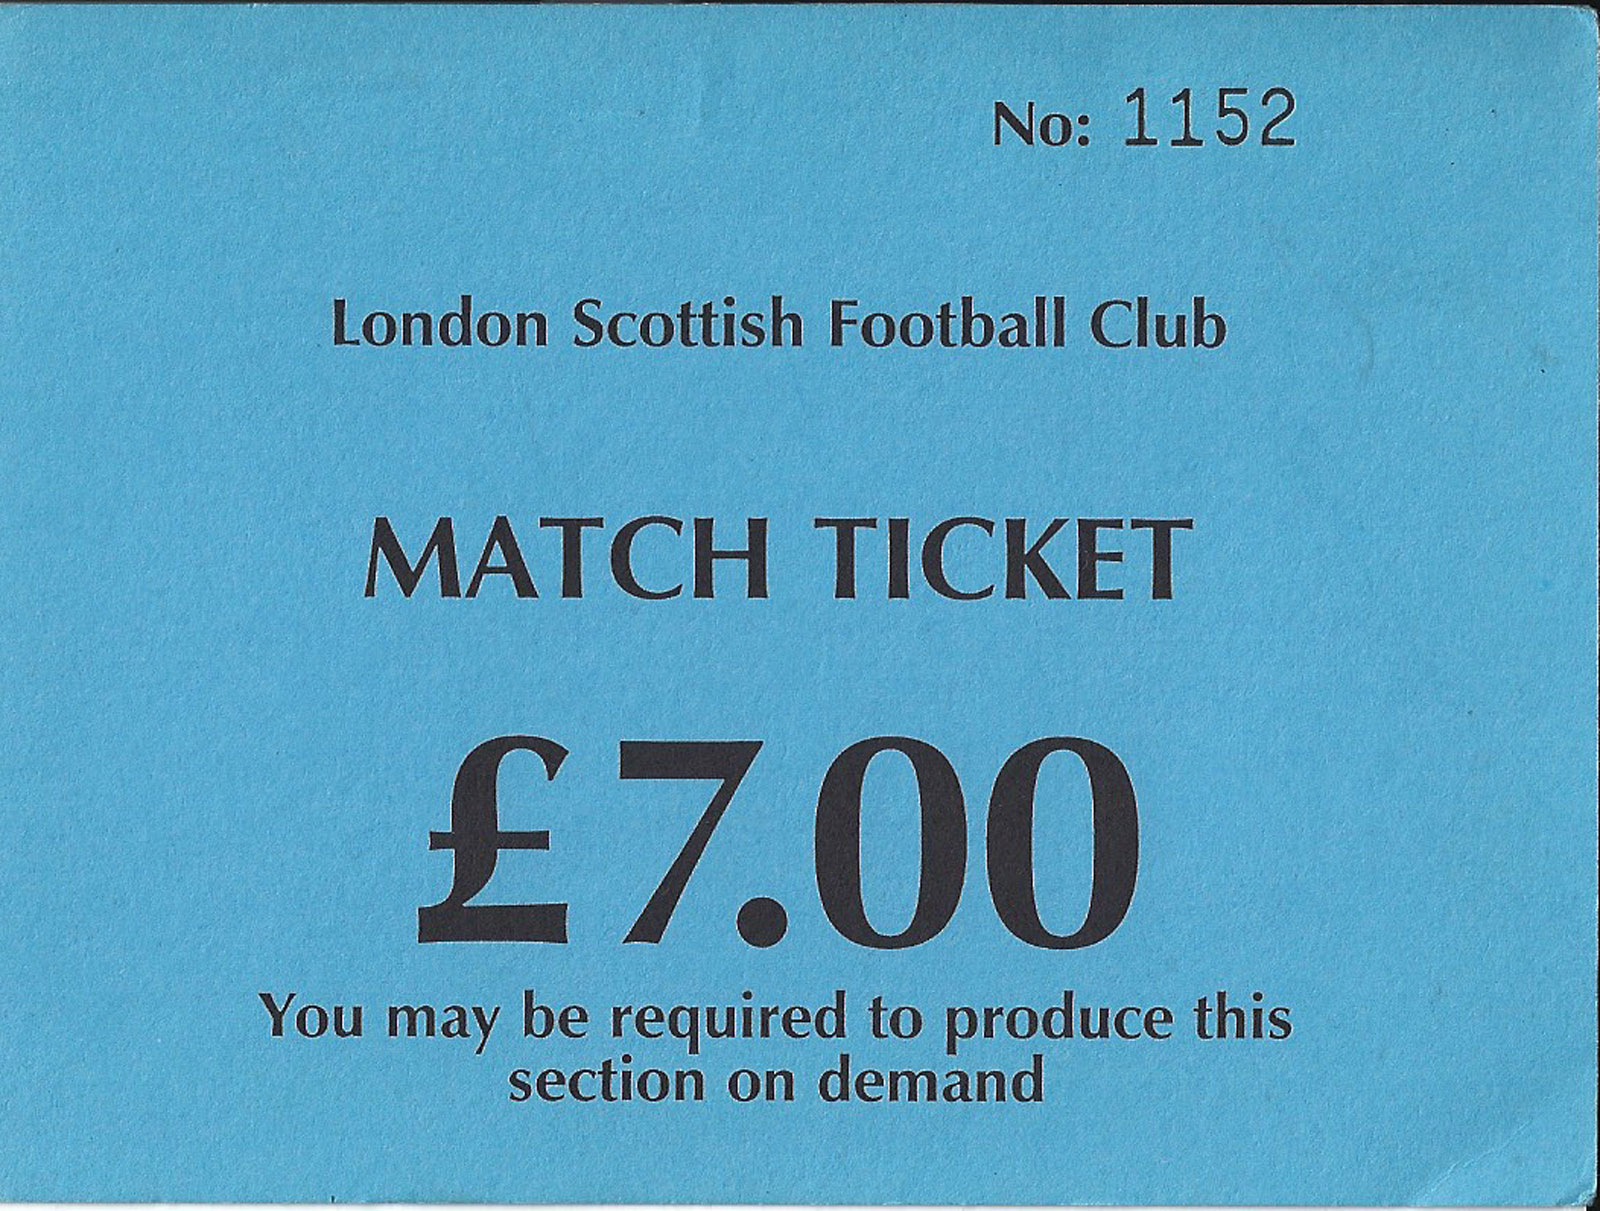 No: 1152
London Scottish Football Club
MATCH TICKET
£7.00
You may be required to produce this
section on demand